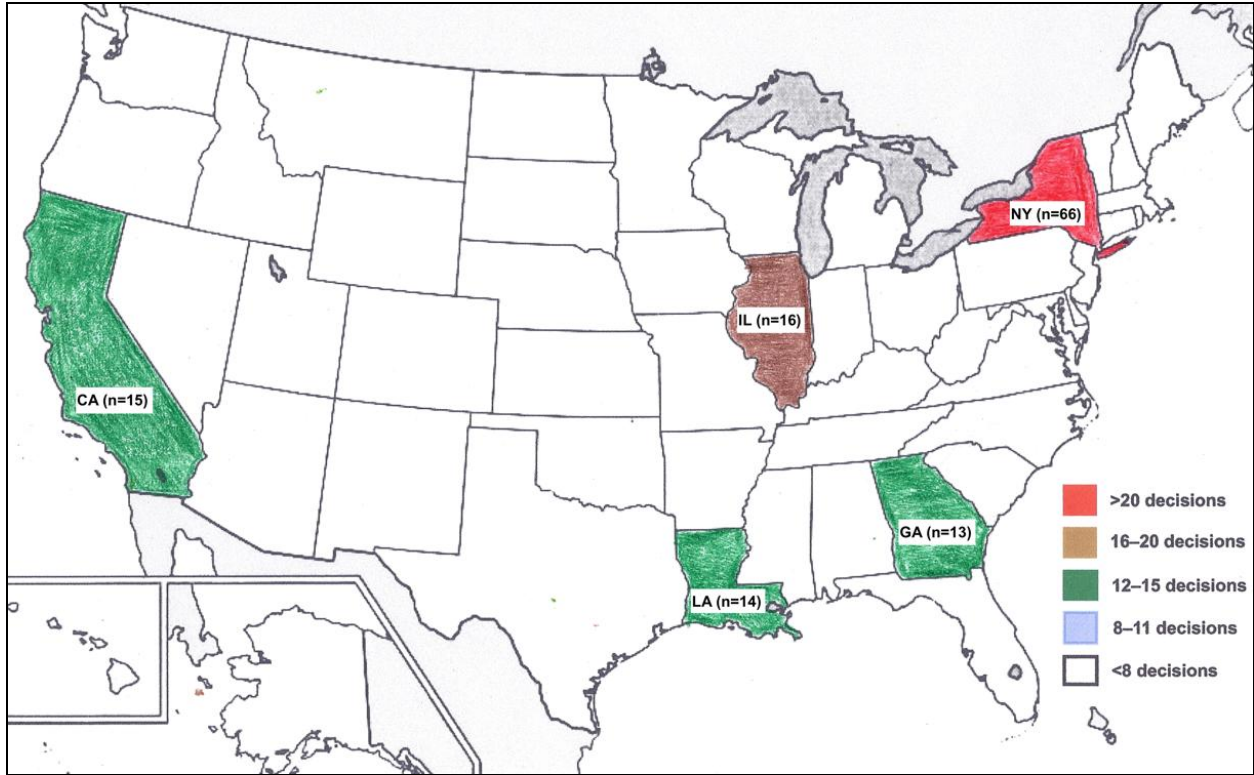 NY (n=66)
IL (n=16)
CA (n=15)
GA (n=13)
LA (n=14)
>20 decisions
16–20 decisions
12–15 decisions
8–11 decisions
<8 decisions